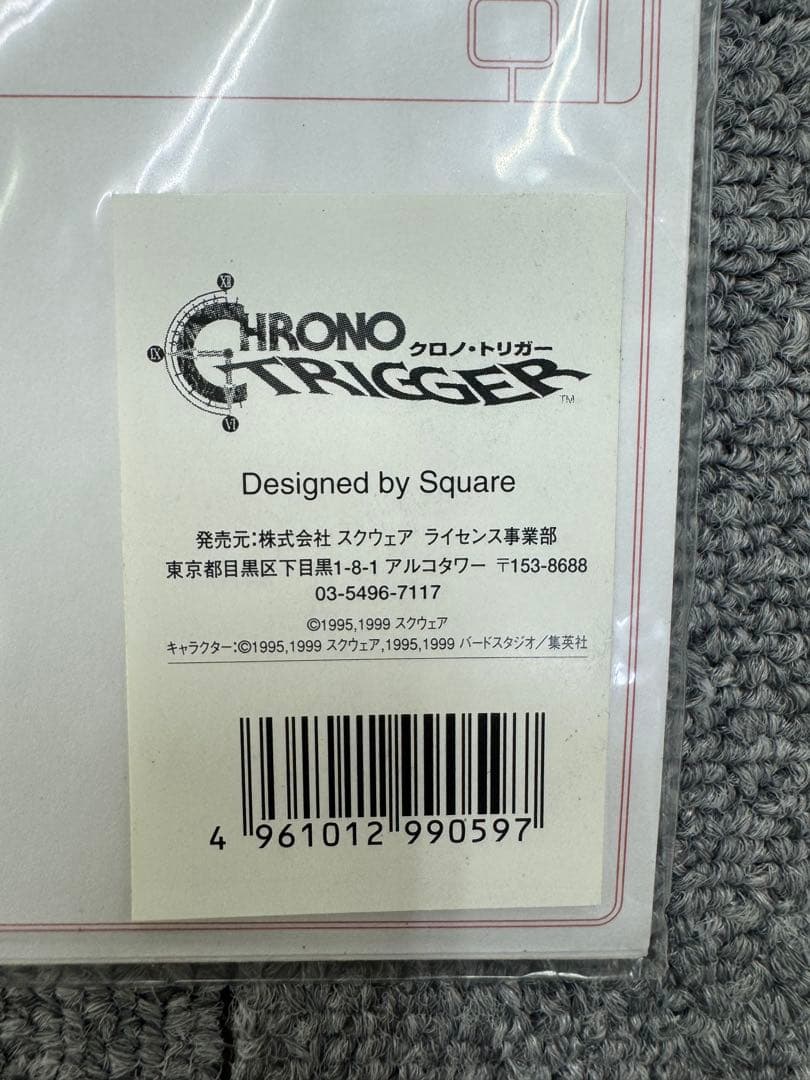 XII
IX
VI
CHRONO
クロノ・トリガー
TRIGGER
TM
Designed by Square
発売元:株式会社 スクウェア ライセンス事業部
東京都目黒区下目黒1-8-1 アルコタワー 〒153-8688
03-5496-7117
©1995,1999 スクウェア
キャラクター:©1995,1999 スクウェア,1995,1999 バードスタジオ/集英社
4 961012 990597